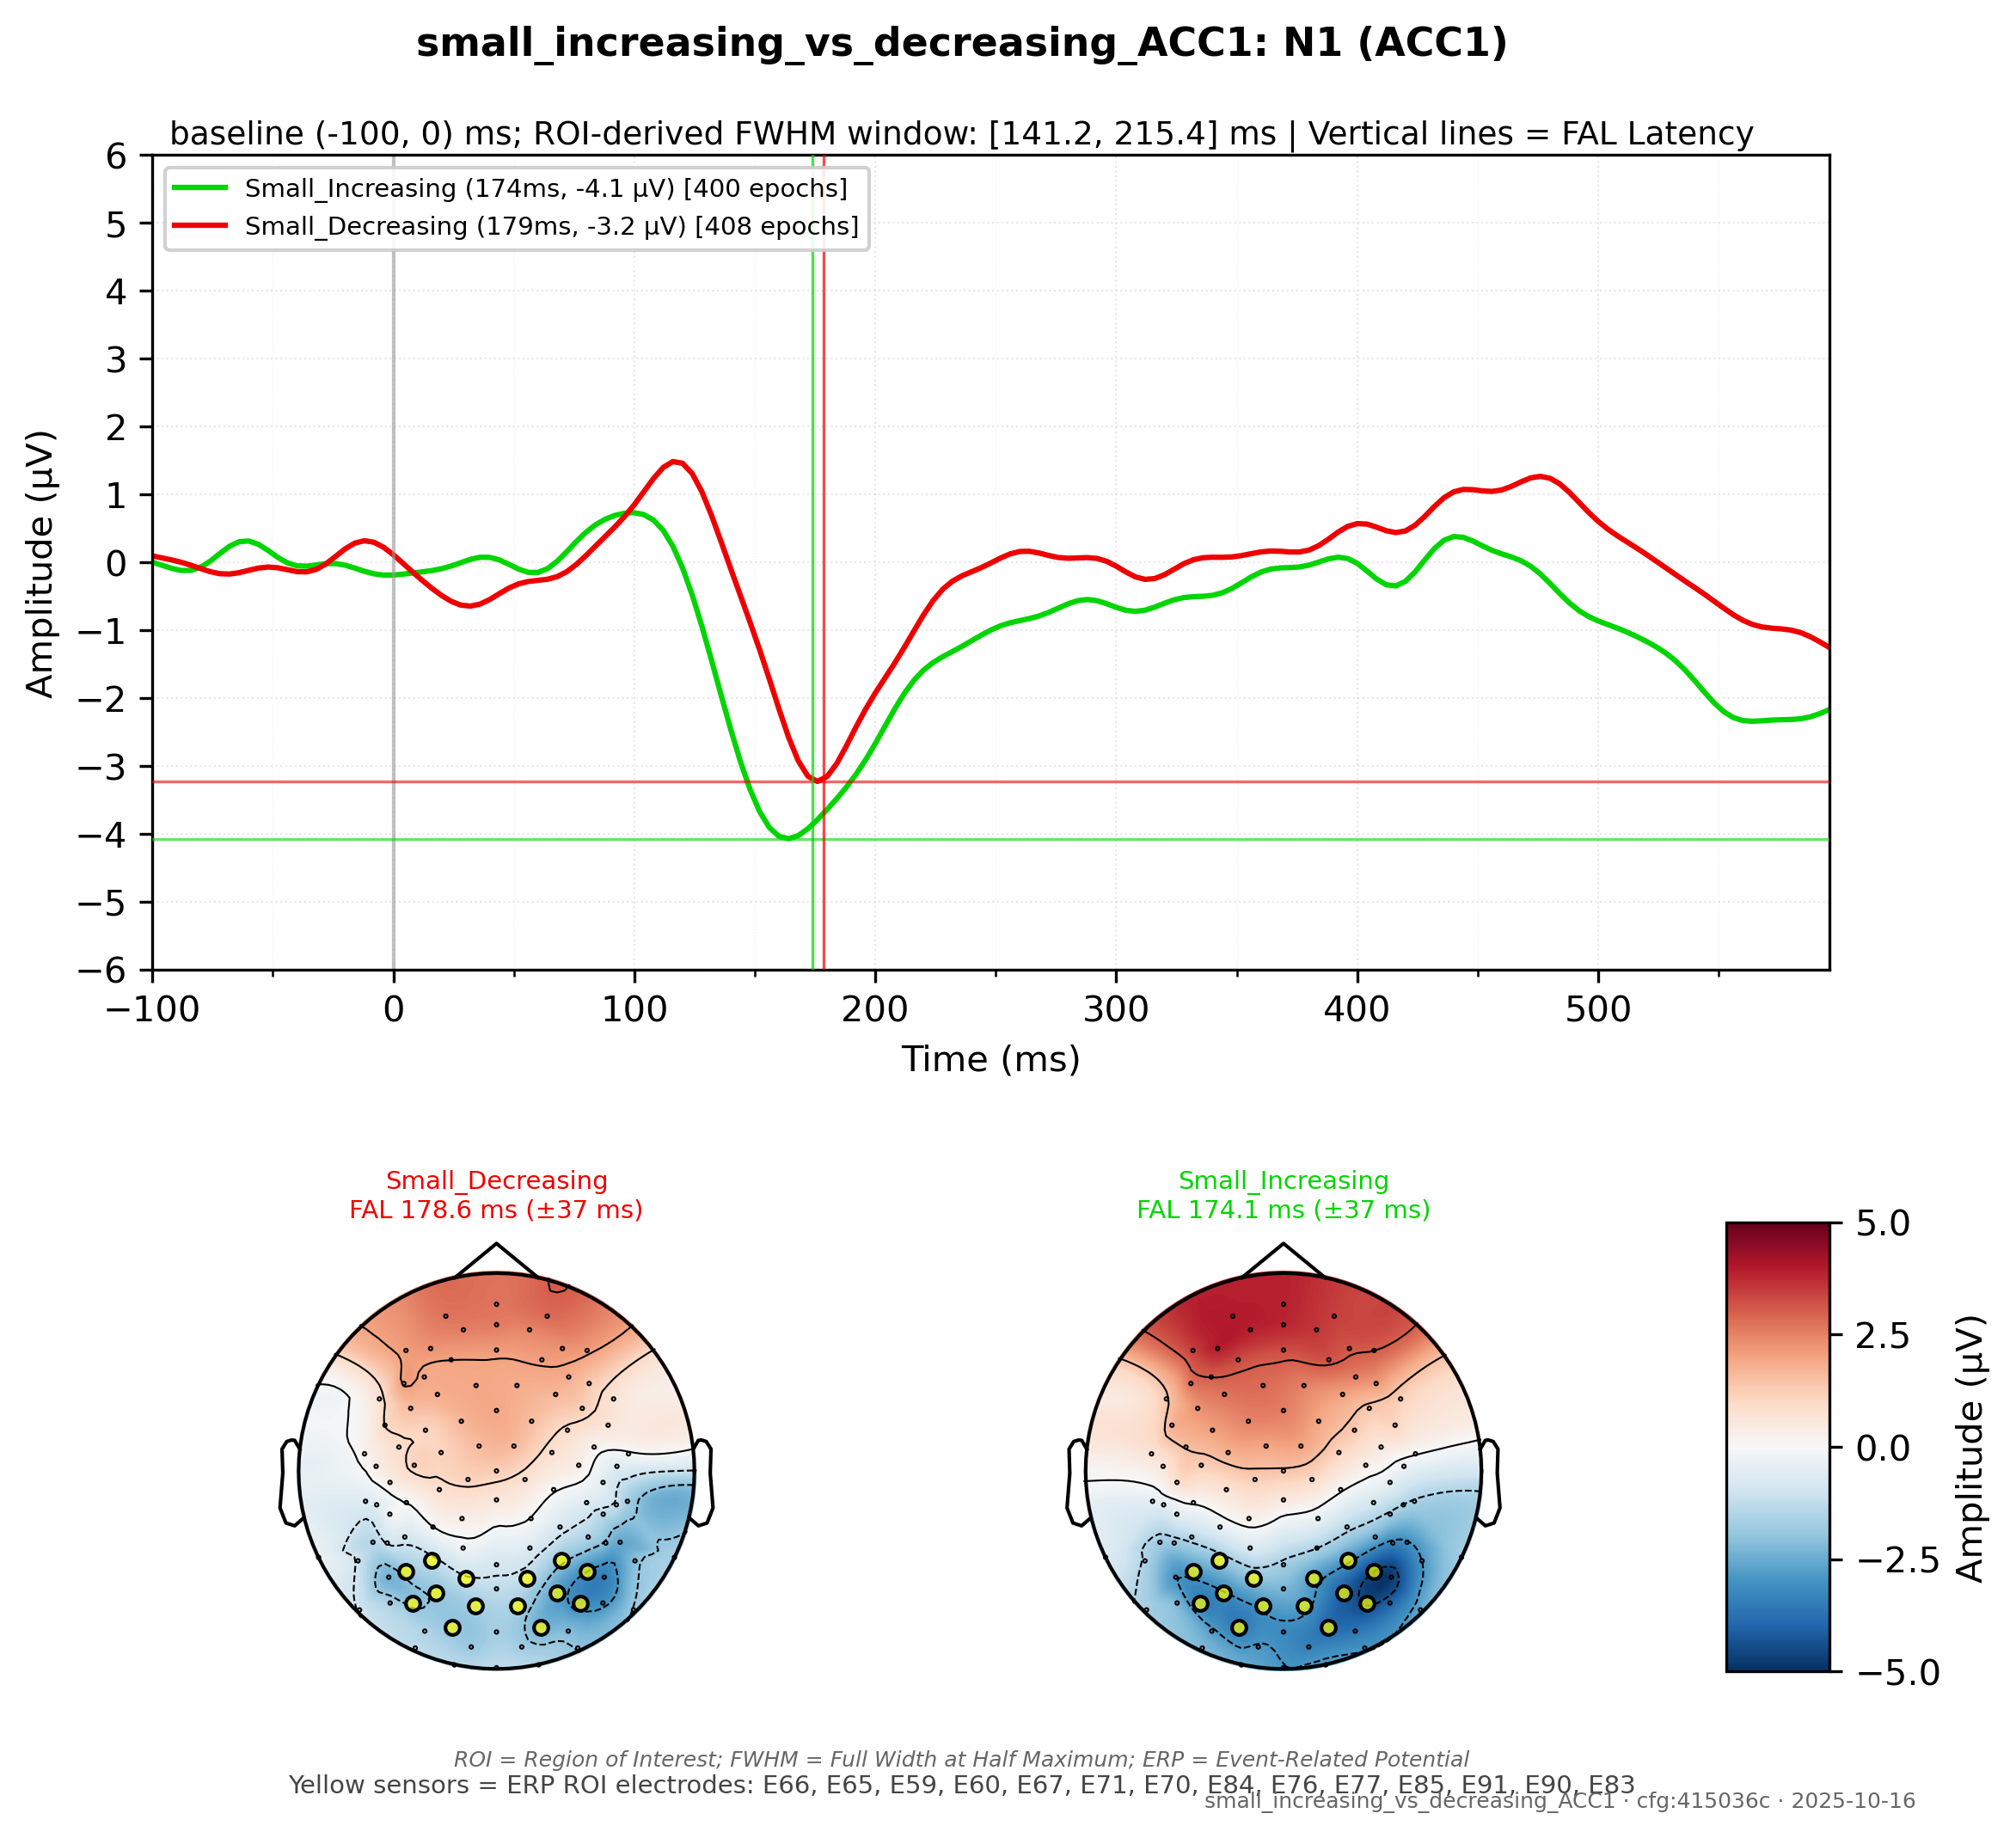 small_increasing_vs_decreasing_ACC1: N1 (ACC1)
baseline (-100, 0) ms; ROI-derived FWHM window: [141.2, 215.4] ms | Vertical lines = FAL Latency
Small_Increasing (174ms, -4.1 µV) [400 epochs]
Small_Decreasing (179ms, -3.2 µV) [408 epochs]
Amplitude (µV)
6
5
4
3
2
1
0
−1
−2
−3
−4
−5
−6
−100 0 100 200 300 400 500
Time (ms)
Small_Decreasing
FAL 178.6 ms (±37 ms)
Small_Increasing
FAL 174.1 ms (±37 ms)
5.0
2.5
0.0
−2.5
−5.0
Amplitude (µV)
ROI = Region of Interest; FWHM = Full Width at Half Maximum; ERP = Event-Related Potential
Yellow sensors = ERP ROI electrodes: E66, E65, E59, E60, E67, E71, E70, E84, E76, E77, E85, E91, E90, E83
small_increasing_vs_decreasing_ACC1 · cfg:415036c · 2025-10-16